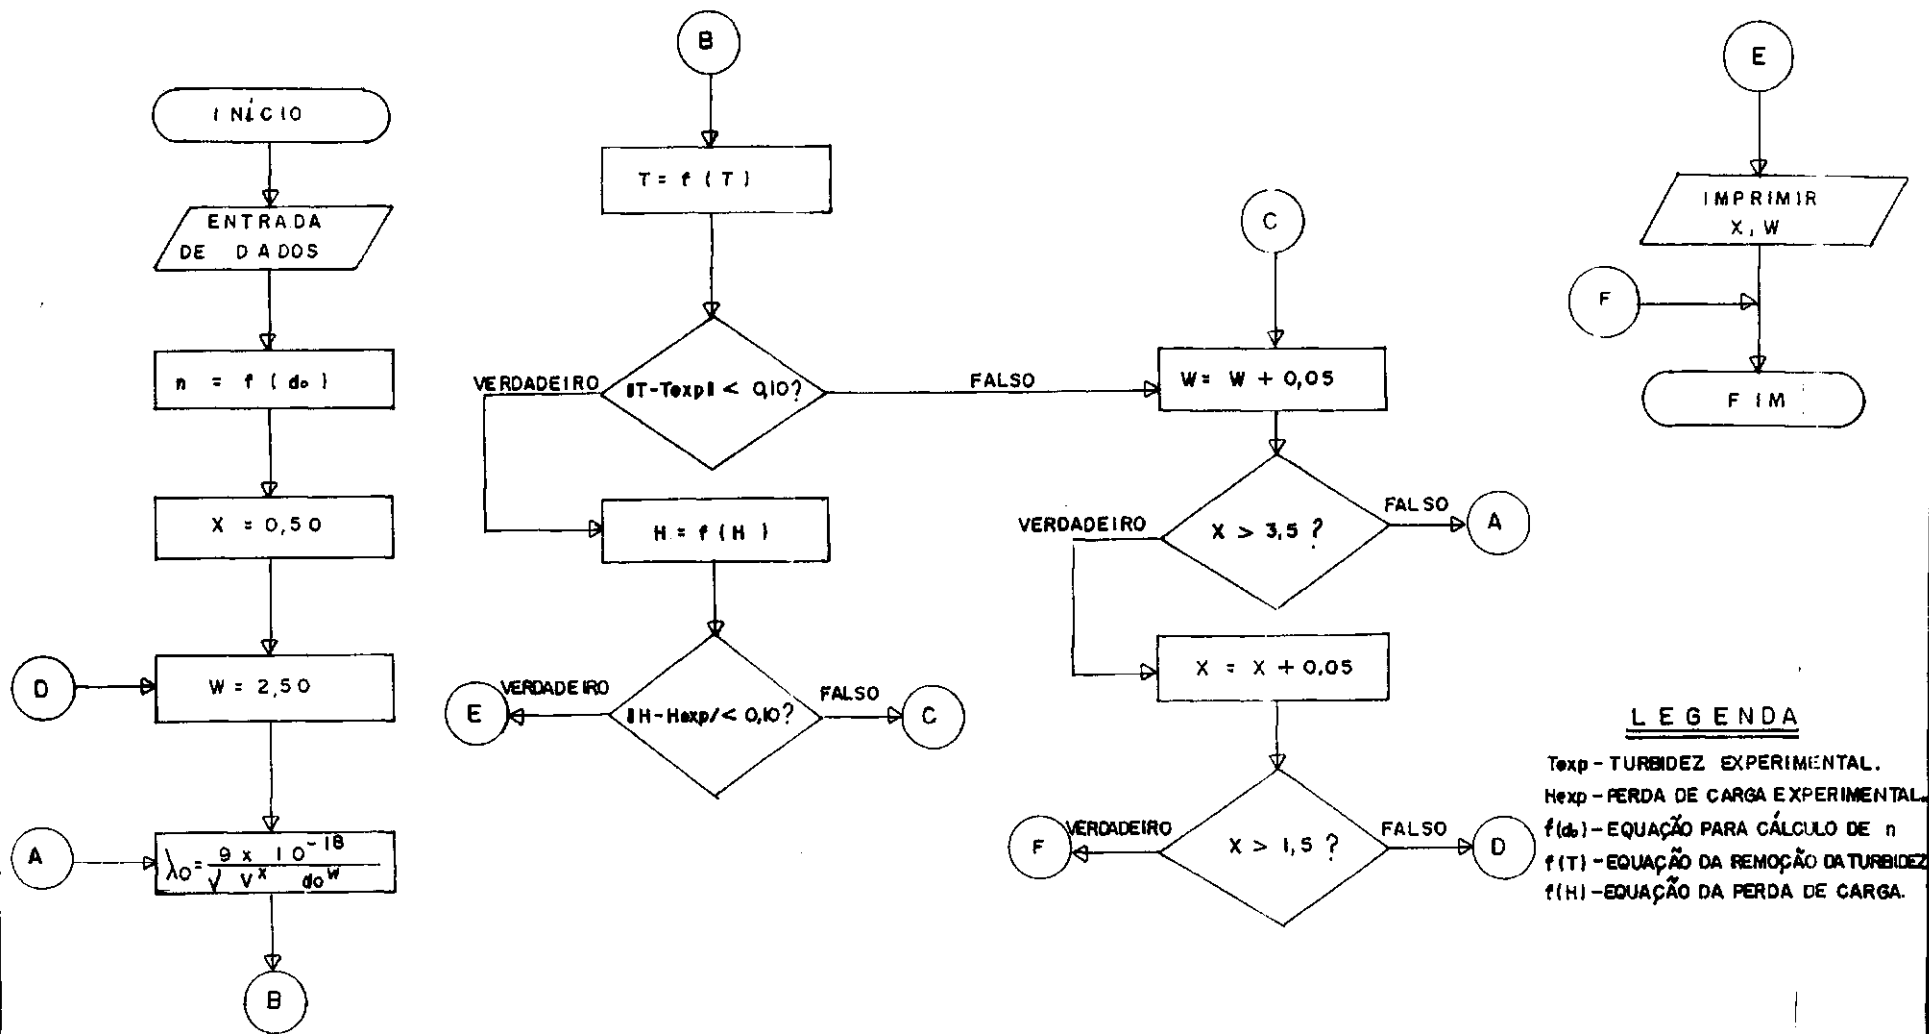 INÍCIO
ENTRADA
DE DADOS
n = f (do)
X = 0,50
D
W = 2,50
A
λo = 9 x 10⁻¹⁸ / √ V^X do^W
B
B
T = f (T)
VERDADEIRO
|T-Texp| < 0,10?
FALSO
H = f (H)
E
VERDADEIRO
|H-Hexp/ < 0,10?
FALSO
C
C
W = W + 0,05
VERDADEIRO
X > 3,5 ?
FALSO
A
X = X + 0,05
F
VERDADEIRO
X > 1,5 ?
FALSO
D
E
IMPRIMIR
X, W
F
FIM
LEGENDA
Texp - TURBIDEZ EXPERIMENTAL.
Hexp - PERDA DE CARGA EXPERIMENTAL.
f(do) - EQUAÇÃO PARA CÁLCULO DE n
f(T) - EQUAÇÃO DA REMOÇÃO DA TURBIDEZ
f(H) - EQUAÇÃO DA PERDA DE CARGA.